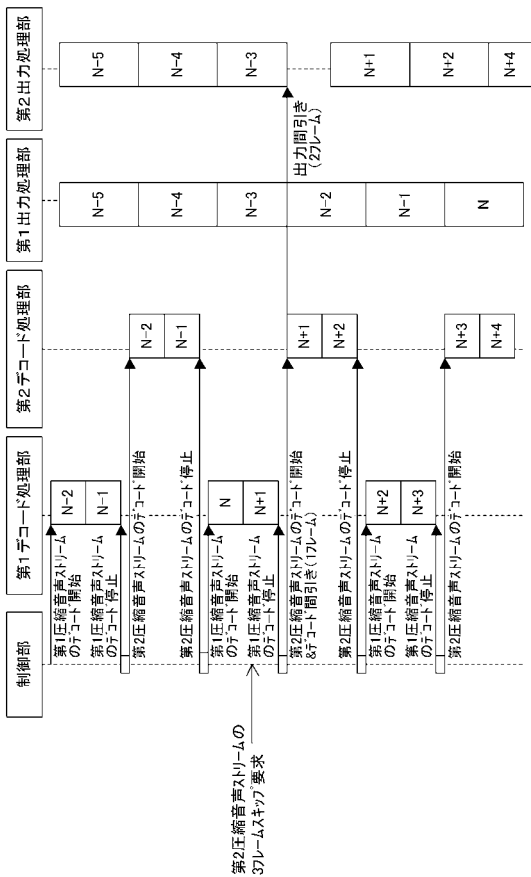 制御部
第1デコード処理部
第2デコード処理部
第1出力処理部
第2出力処理部
第1圧縮音声ストリーム
のデコード開始
第1圧縮音声ストリーム
のデコード停止
第2圧縮音声ストリームのデコード開始
第2圧縮音声ストリームのデコード停止
第1圧縮音声ストリーム
のデコード開始
第1圧縮音声ストリーム
のデコード停止
第2圧縮音声ストリームのデコード開始
&デコード間引き(1フレーム)
第2圧縮音声ストリームのデコード停止
第1圧縮音声ストリーム
のデコード開始
第1圧縮音声ストリーム
のデコード停止
第2圧縮音声ストリームのデコード開始
第2圧縮音声ストリームの
3フレームスキップ要求
N-2
N-1
N
N+1
N+2
N+3
N-2
N-1
N+1
N+2
N+3
N+4
N-5
N-4
N-3
N-2
N-1
N
出力間引き
(2フレーム)
N-5
N-4
N-3
N+1
N+2
N+4